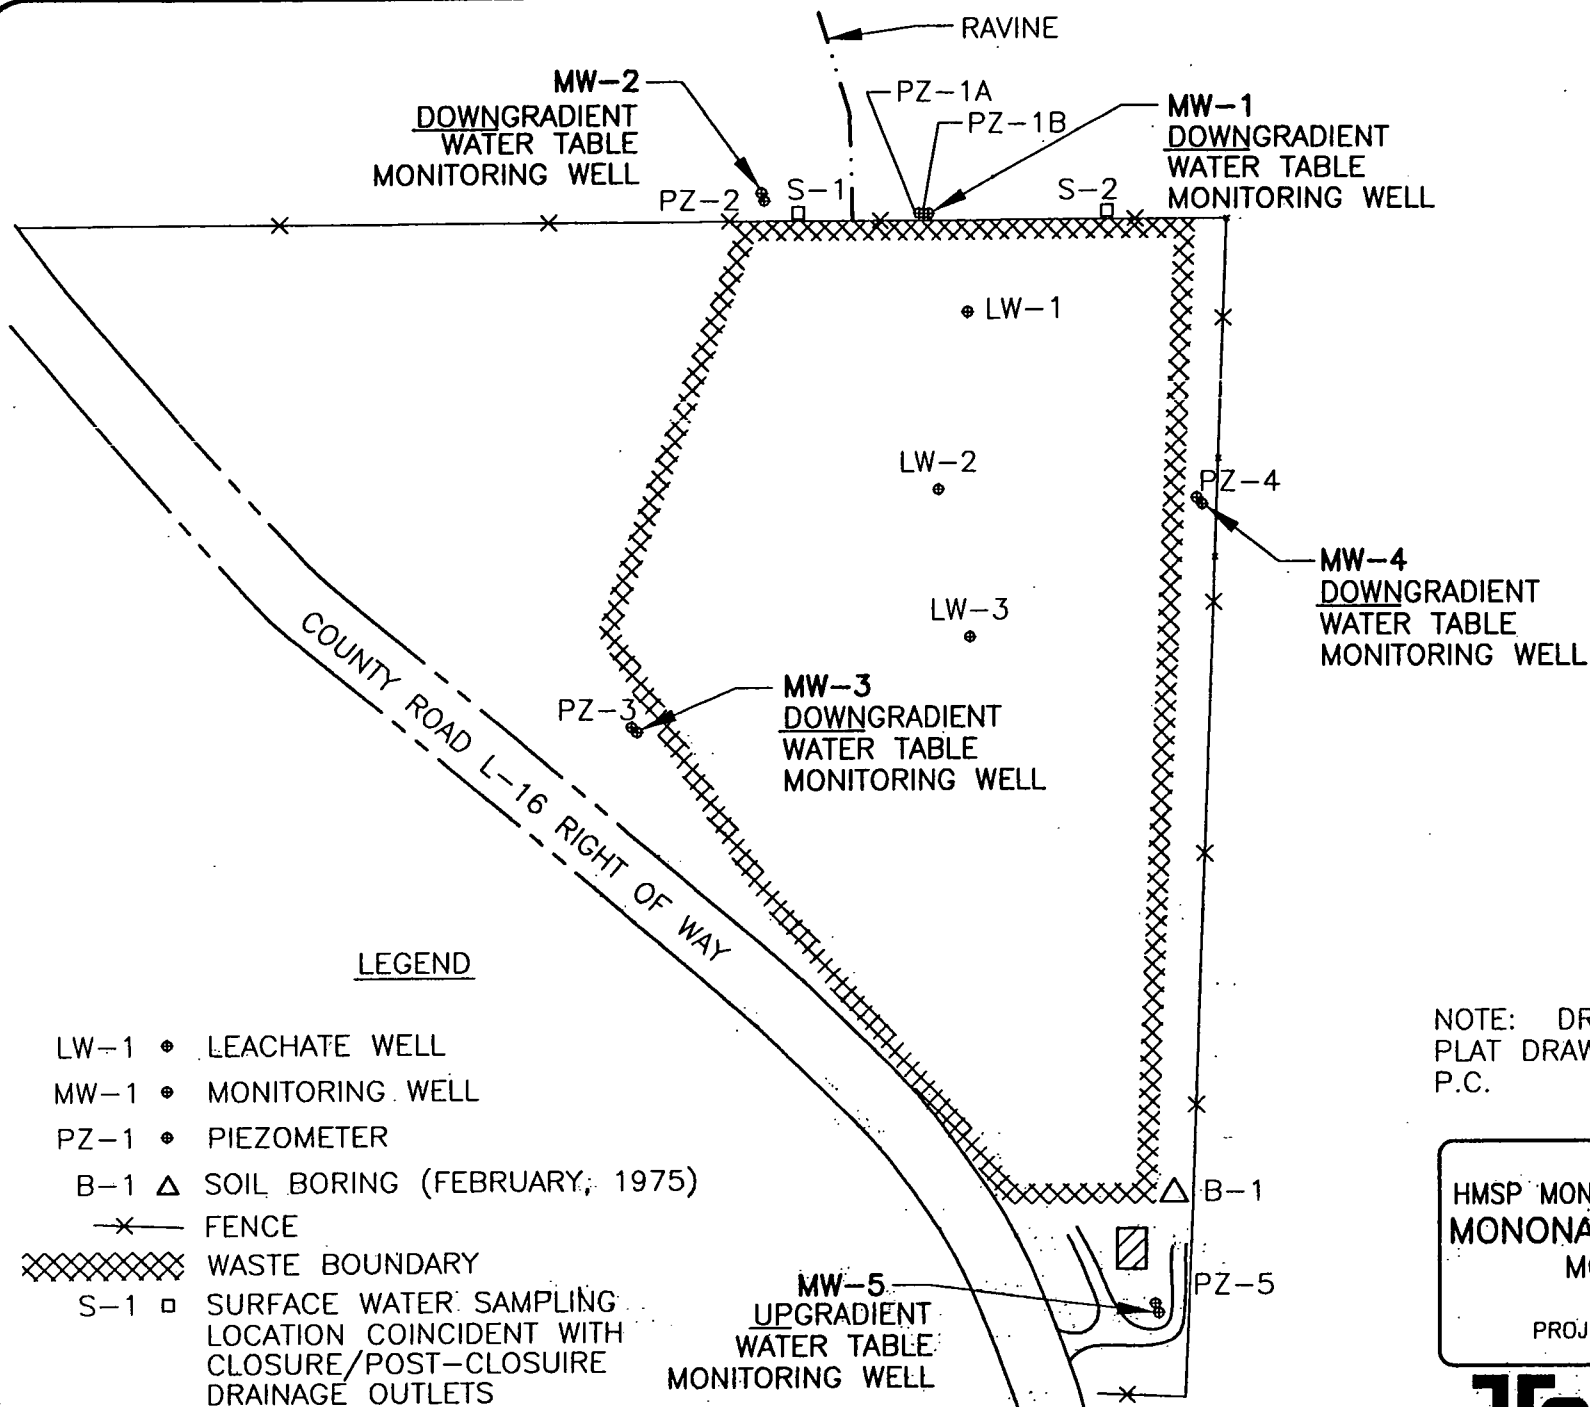 RAVINE
MW-2
DOWNGRADIENT
WATER TABLE
MONITORING WELL
PZ-1A
PZ-1B
MW-1
DOWNGRADIENT
WATER TABLE
MONITORING WELL
PZ-2
S-1
S-2
LW-1
LW-2
PZ-4
MW-4
DOWNGRADIENT
WATER TABLE
MONITORING WELL
LW-3
COUNTY ROAD L-16 RIGHT OF WAY
PZ-3
MW-3
DOWNGRADIENT
WATER TABLE
MONITORING WELL
LEGEND
LW-1 LEACHATE WELL
MW-1 MONITORING WELL
PZ-1 PIEZOMETER
B-1 SOIL BORING (FEBRUARY, 1975)
FENCE
WASTE BOUNDARY
S-1 SURFACE WATER SAMPLING
LOCATION COINCIDENT WITH
CLOSURE/POST-CLOSUIRE
DRAINAGE OUTLETS
B-1
PZ-5
MW-5
UPGRADIENT
WATER TABLE
MONITORING WELL
NOTE:
PLAT
P.C.
HMSP